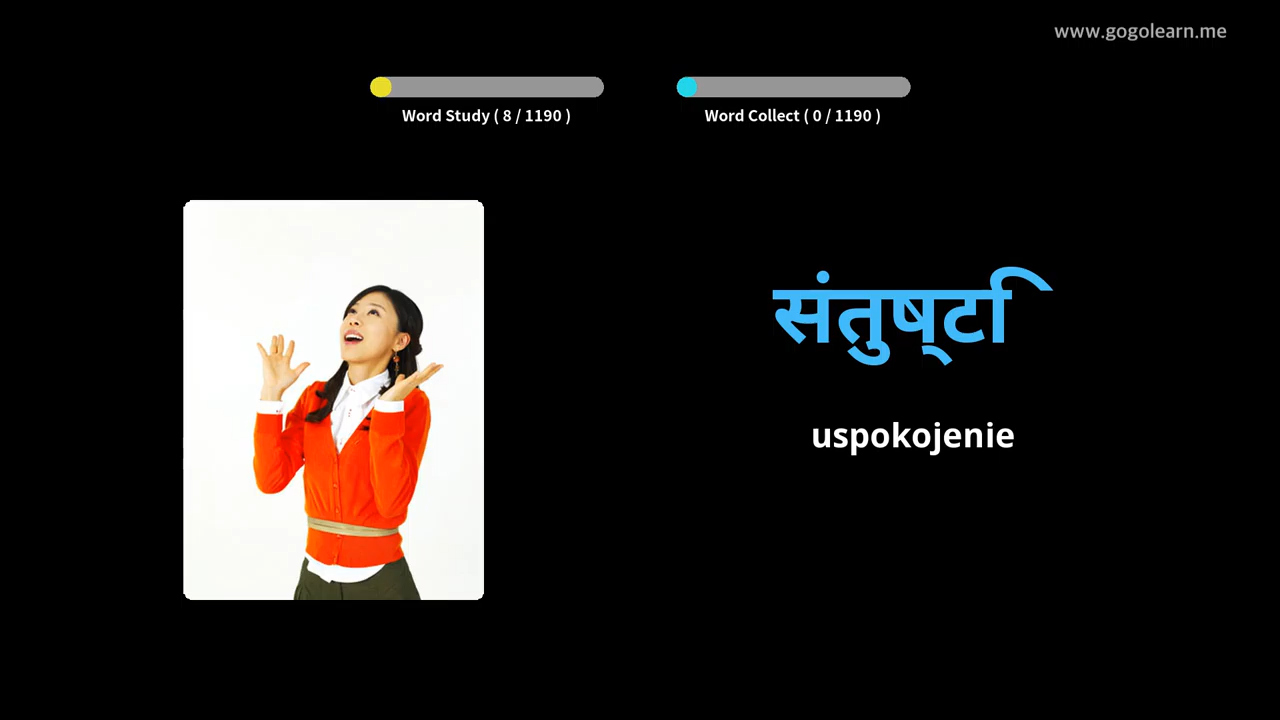 www.gogolearn.me
Word Study ( 8 / 1190 )
Word Collect ( 0 / 1190 )
संतुष्टि
uspokojenie